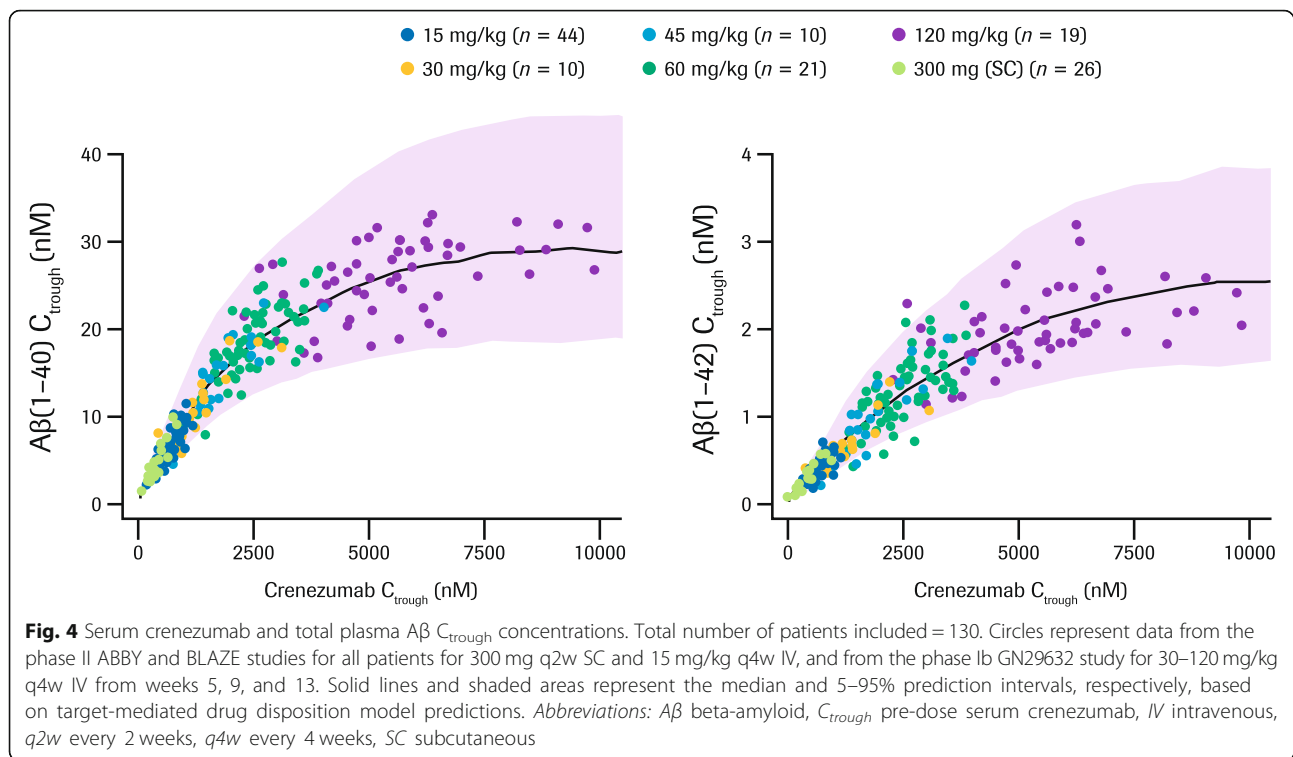 15 mg/kg (n = 44) 45 mg/kg (n = 10) 120 mg/kg (n = 19)
30 mg/kg (n = 10) 60 mg/kg (n = 21) 300 mg (SC) (n = 26)
Aβ(1–40) C_trough (nM)
40
30
20
10
0
0 2500 5000 7500 10000
Crenezumab C_trough (nM)
Aβ(1–42) C_trough (nM)
4
3
2
1
0
0 2500 5000 7500 10000
Crenezumab C_trough (nM)
Fig. 4 Serum crenezumab and total plasma Aβ C_trough concentrations. Total number of patients included = 130. Circles represent data from the
phase II ABBY and BLAZE studies for all patients for 300 mg q2w SC and 15 mg/kg q4w IV, and from the phase Ib GN29632 study for 30–120 mg/kg
q4w IV from weeks 5, 9, and 13. Solid lines and shaded areas represent the median and 5–95% prediction intervals, respectively, based
on target-mediated drug disposition model predictions. Abbreviations: Aβ beta-amyloid, C_trough pre-dose serum crenezumab, IV intravenous,
q2w every 2 weeks, q4w every 4 weeks, SC subcutaneous